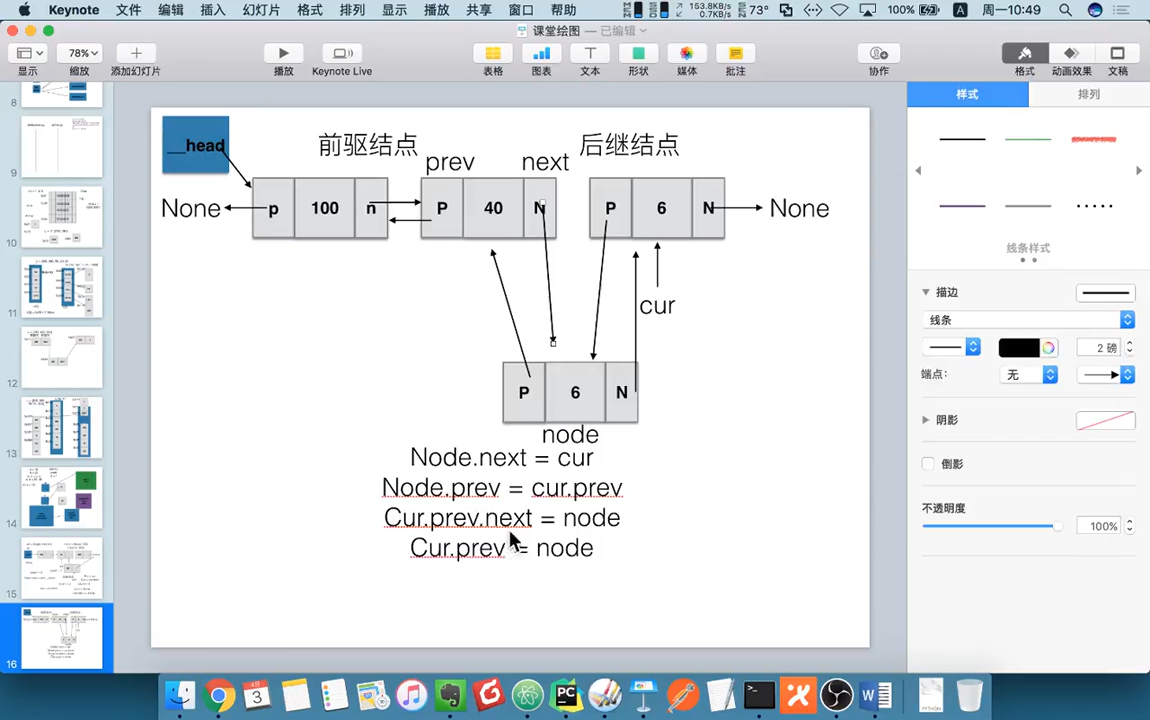 Keynote 文件 编辑 插入 幻灯片 格式 排列 显示 播放 共享 窗口 帮助 153.8KB/s 0.7KB/s 73° 100% A 周一10:49
课堂绘图 — 已编辑
78%
显示 缩放 添加幻灯片 播放 Keynote Live 表格 图表 文本 形状 媒体 批注 协作 格式 动画效果 文稿
样式 排列
8
9
10
11
12
13
14
15
16
__head
前驱结点 后继结点
prev next
None p 100 n P 40 N P 6 N None
cur
P 6 N
node
Node.next = cur
Node.prev = cur.prev
Cur.prev.next = node
Cur.prev = node
线条样式
描边
线条
2 磅
端点: 无
阴影
倒影
不透明度
100%
3
PC
W